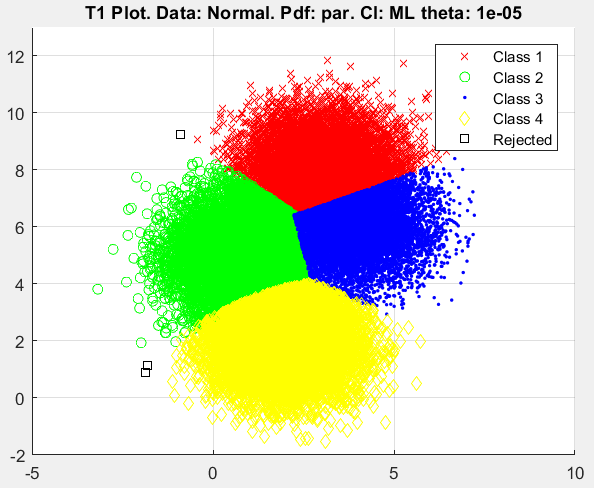 T1 Plot. Data: Normal. Pdf: par. Cl: ML theta: 1e-05
12
10
8
6
4
2
0
-2
-5
0
5
10
Class 1
Class 2
Class 3
Class 4
Rejected